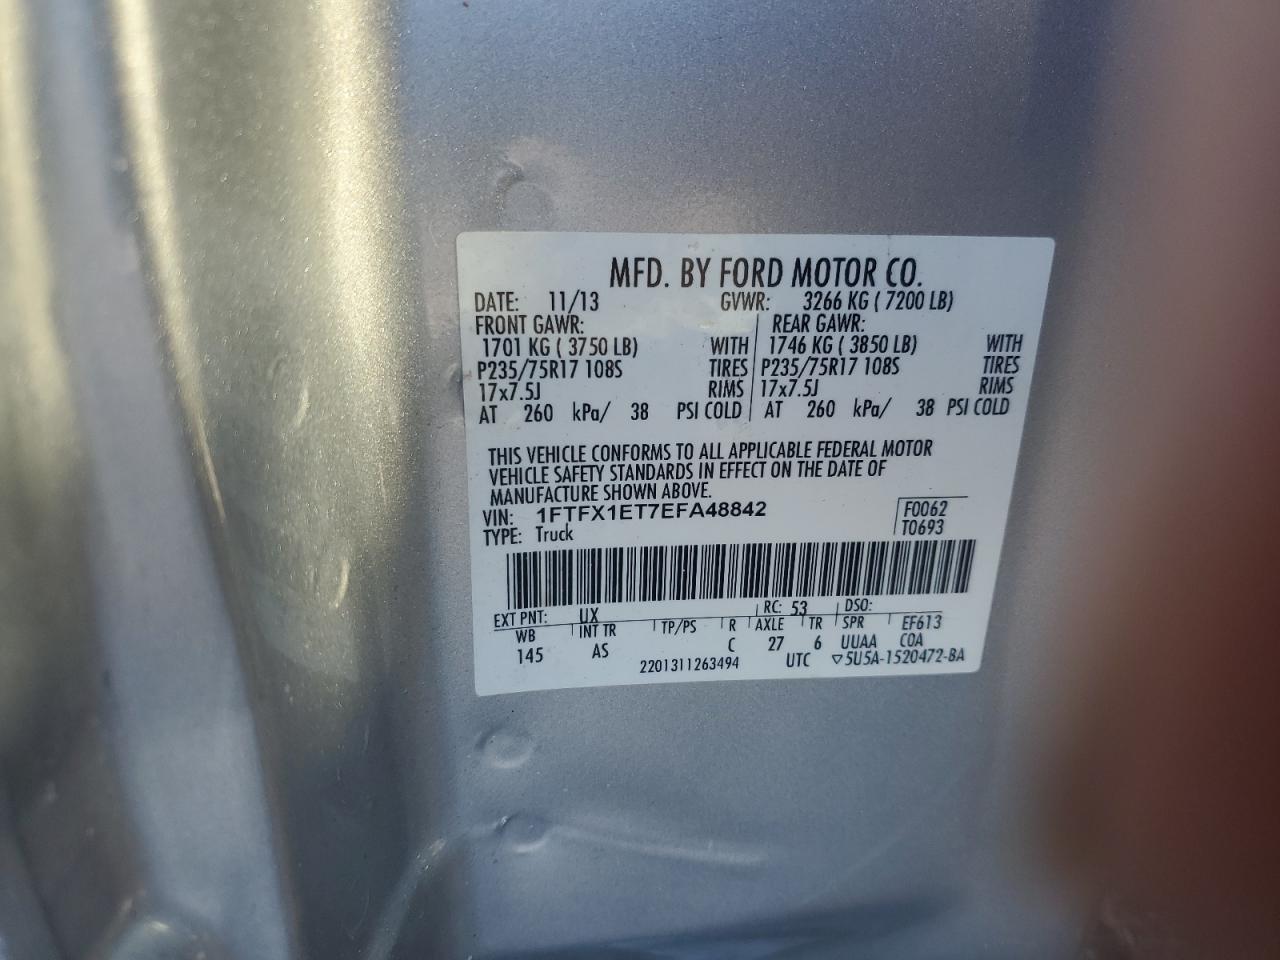 MFD. BY FORD MOTOR CO.
DATE: 11/13 GVWR: 3266 KG ( 7200 LB)
FRONT GAWR: REAR GAWR:
1701 KG ( 3750 LB) WITH 1746 KG ( 3850 LB) WITH
P235/75R17 108S TIRES P235/75R17 108S TIRES
17x7.5J RIMS 17x7.5J RIMS
AT 260 kPa/ 38 PSI COLD AT 260 kPa/ 38 PSI COLD
THIS VEHICLE CONFORMS TO ALL APPLICABLE FEDERAL MOTOR
VEHICLE SAFETY STANDARDS IN EFFECT ON THE DATE OF
MANUFACTURE SHOWN ABOVE.
VIN: 1FTFX1ET7EFA48842 F0062
TYPE: Truck T0693
EXT PNT: UX RC: 53 DSO:
WB INT TR TP/PS R AXLE TR SPR EF613
145 AS C 27 6 UUAA COA
2201311263494 UTC ▽5U5A-1520472-BA